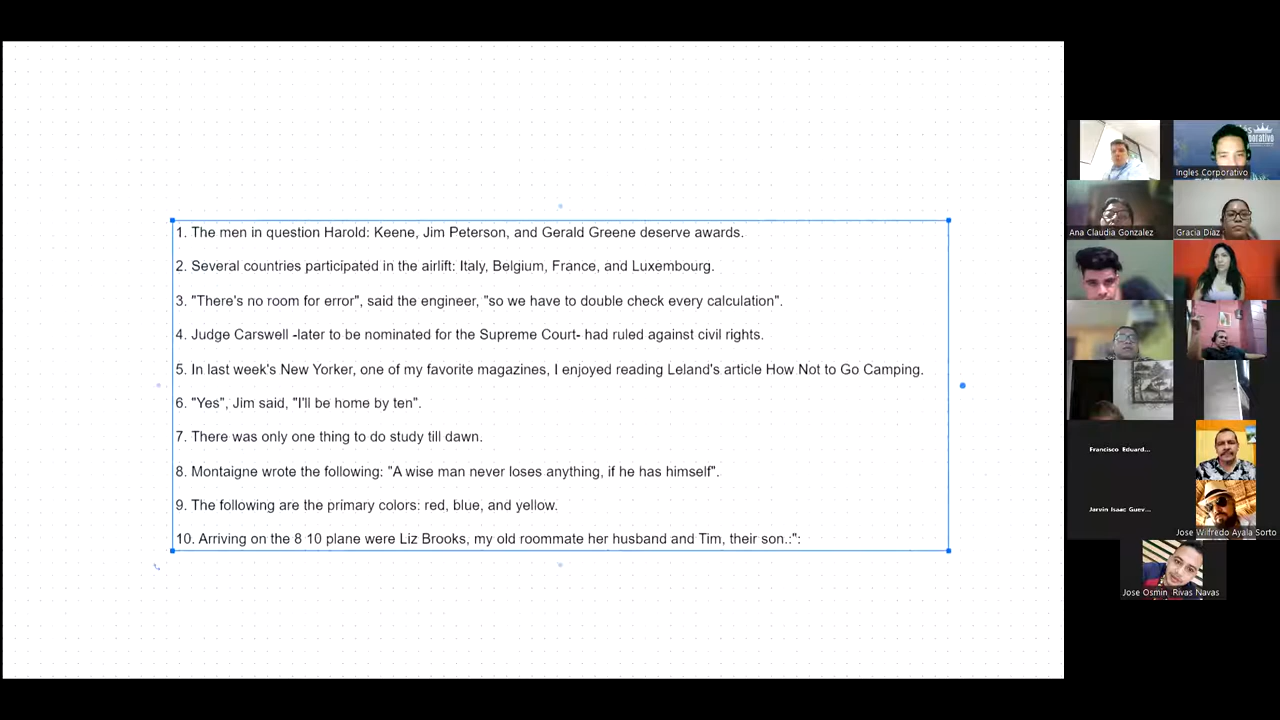 1. The men in question Harold: Keene, Jim Peterson, and Gerald Greene deserve awards.
2. Several countries participated in the airlift: Italy, Belgium, France, and Luxembourg.
3. "There's no room for error", said the engineer, "so we have to double check every calculation".
4. Judge Carswell -later to be nominated for the Supreme Court- had ruled against civil rights.
5. In last week's New Yorker, one of my favorite magazines, I enjoyed reading Leland's article How Not to Go Camping.
6. "Yes", Jim said, "I'll be home by ten".
7. There was only one thing to do study till dawn.
8. Montaigne wrote the following: "A wise man never loses anything, if he has himself".
9. The following are the primary colors: red, blue, and yellow.
10. Arriving on the 8 10 plane were Liz Brooks, my old roommate her husband and Tim, their son.:":
Ingles Corporativo
Ana Claudia Gonzalez
Gracia Díaz
Francisco Eduard...
Jarvin Isaac Guev...
Jose Wilfredo Ayala Sorto
Jose Osmin Rivas Navas